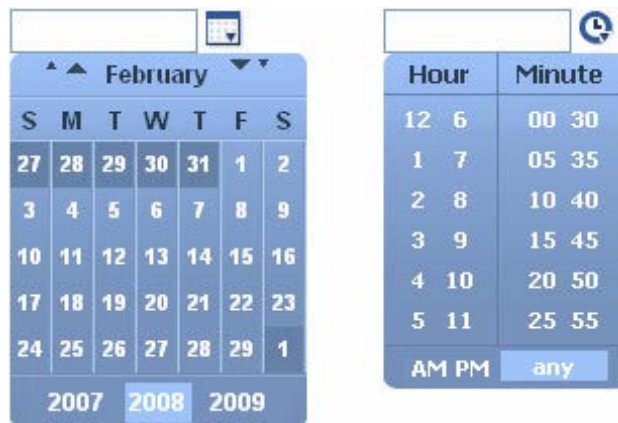 February
S M T W T F S
27 28 29 30 31 1 2
3 4 5 6 7 8 9
10 11 12 13 14 15 16
17 18 19 20 21 22 23
24 25 26 27 28 29 1
2007 2008 2009
Hour Minute
12 6 00 30
1 7 05 35
2 8 10 40
3 9 15 45
4 10 20 50
5 11 25 55
AM PM any